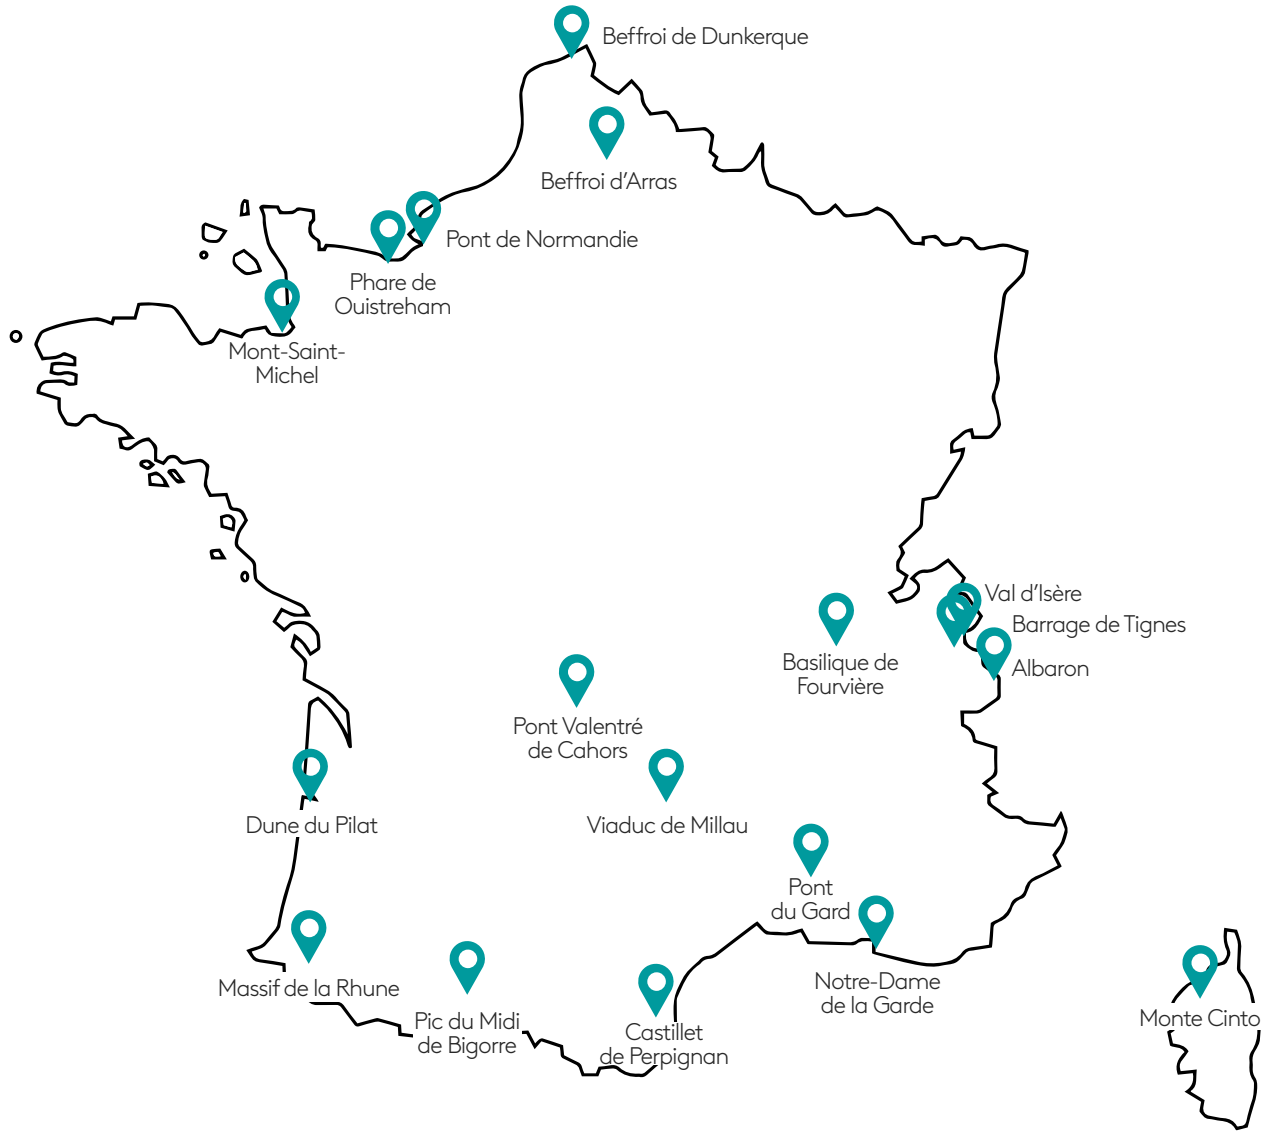 Beffroi de Dunkerque
Beffroi d'Arras
Pont de Normandie
Phare de
Ouistreham
Mont-Saint-
Michel
Val d'Isère
Barrage de Tignes
Albaron
Basilique de
Fourvière
Pont Valentré
de Cahors
Viaduc de Millau
Dune du Pilat
Pont
du Gard
Notre-Dame
de la Garde
Massif de la Rhune
Pic du Midi
de Bigorre
Castillet
de Perpignan
Monte Cinto